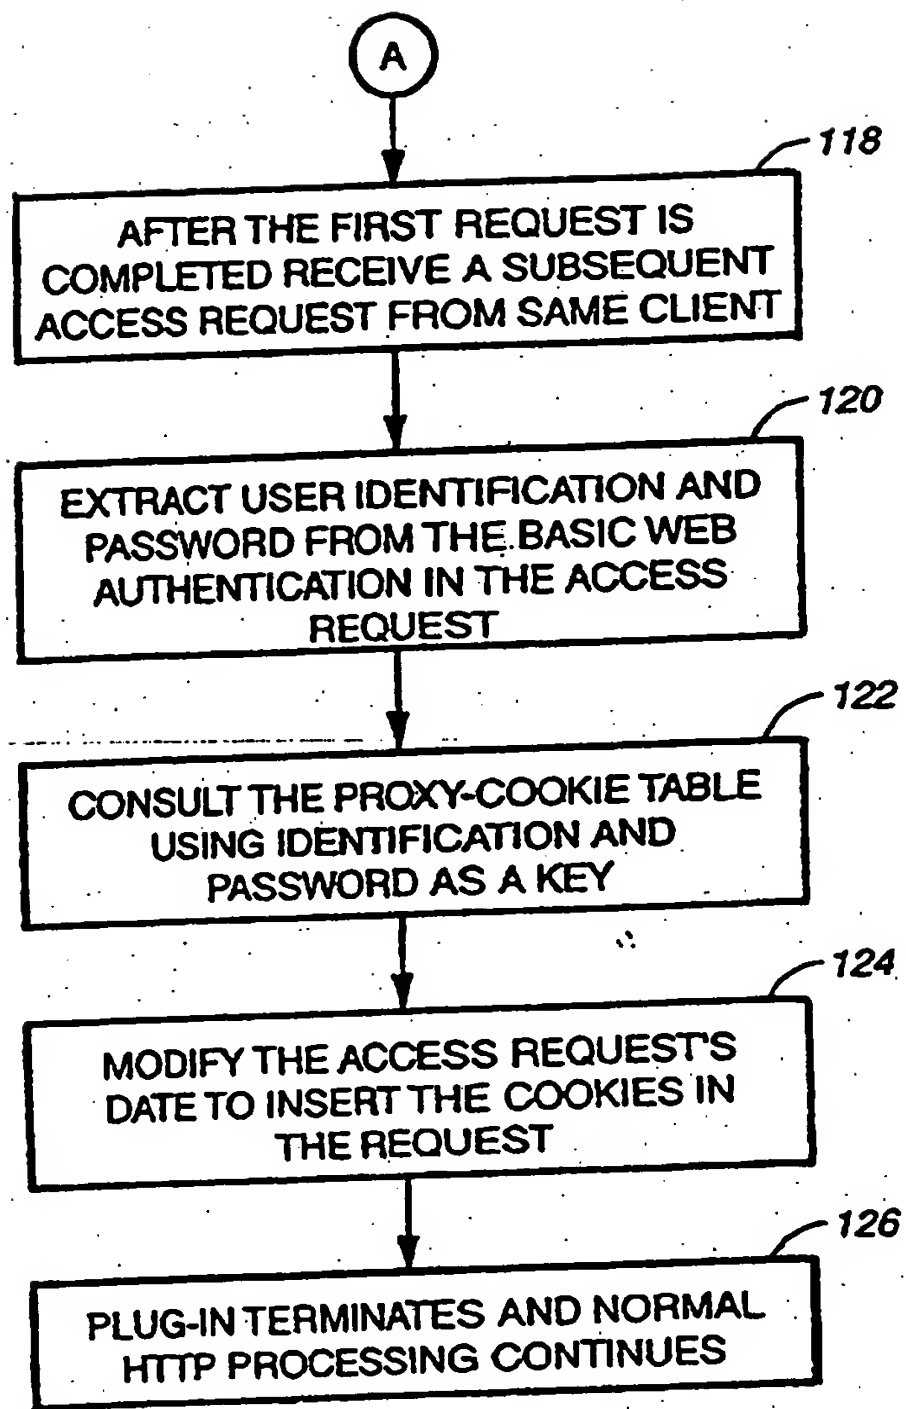 A
118
AFTER THE FIRST REQUEST IS
COMPLETED RECEIVE A SUBSEQUENT
ACCESS REQUEST FROM SAME CLIENT
120
EXTRACT USER IDENTIFICATION AND
PASSWORD FROM THE BASIC WEB
AUTHENTICATION IN THE ACCESS
REQUEST
122
CONSULT THE PROXY-COOKIE TABLE
USING IDENTIFICATION AND
PASSWORD AS A KEY
124
MODIFY THE ACCESS REQUEST'S
DATE TO INSERT THE COOKIES IN
THE REQUEST
126
PLUG-IN TERMINATES AND NORMAL
HTTP PROCESSING CONTINUES